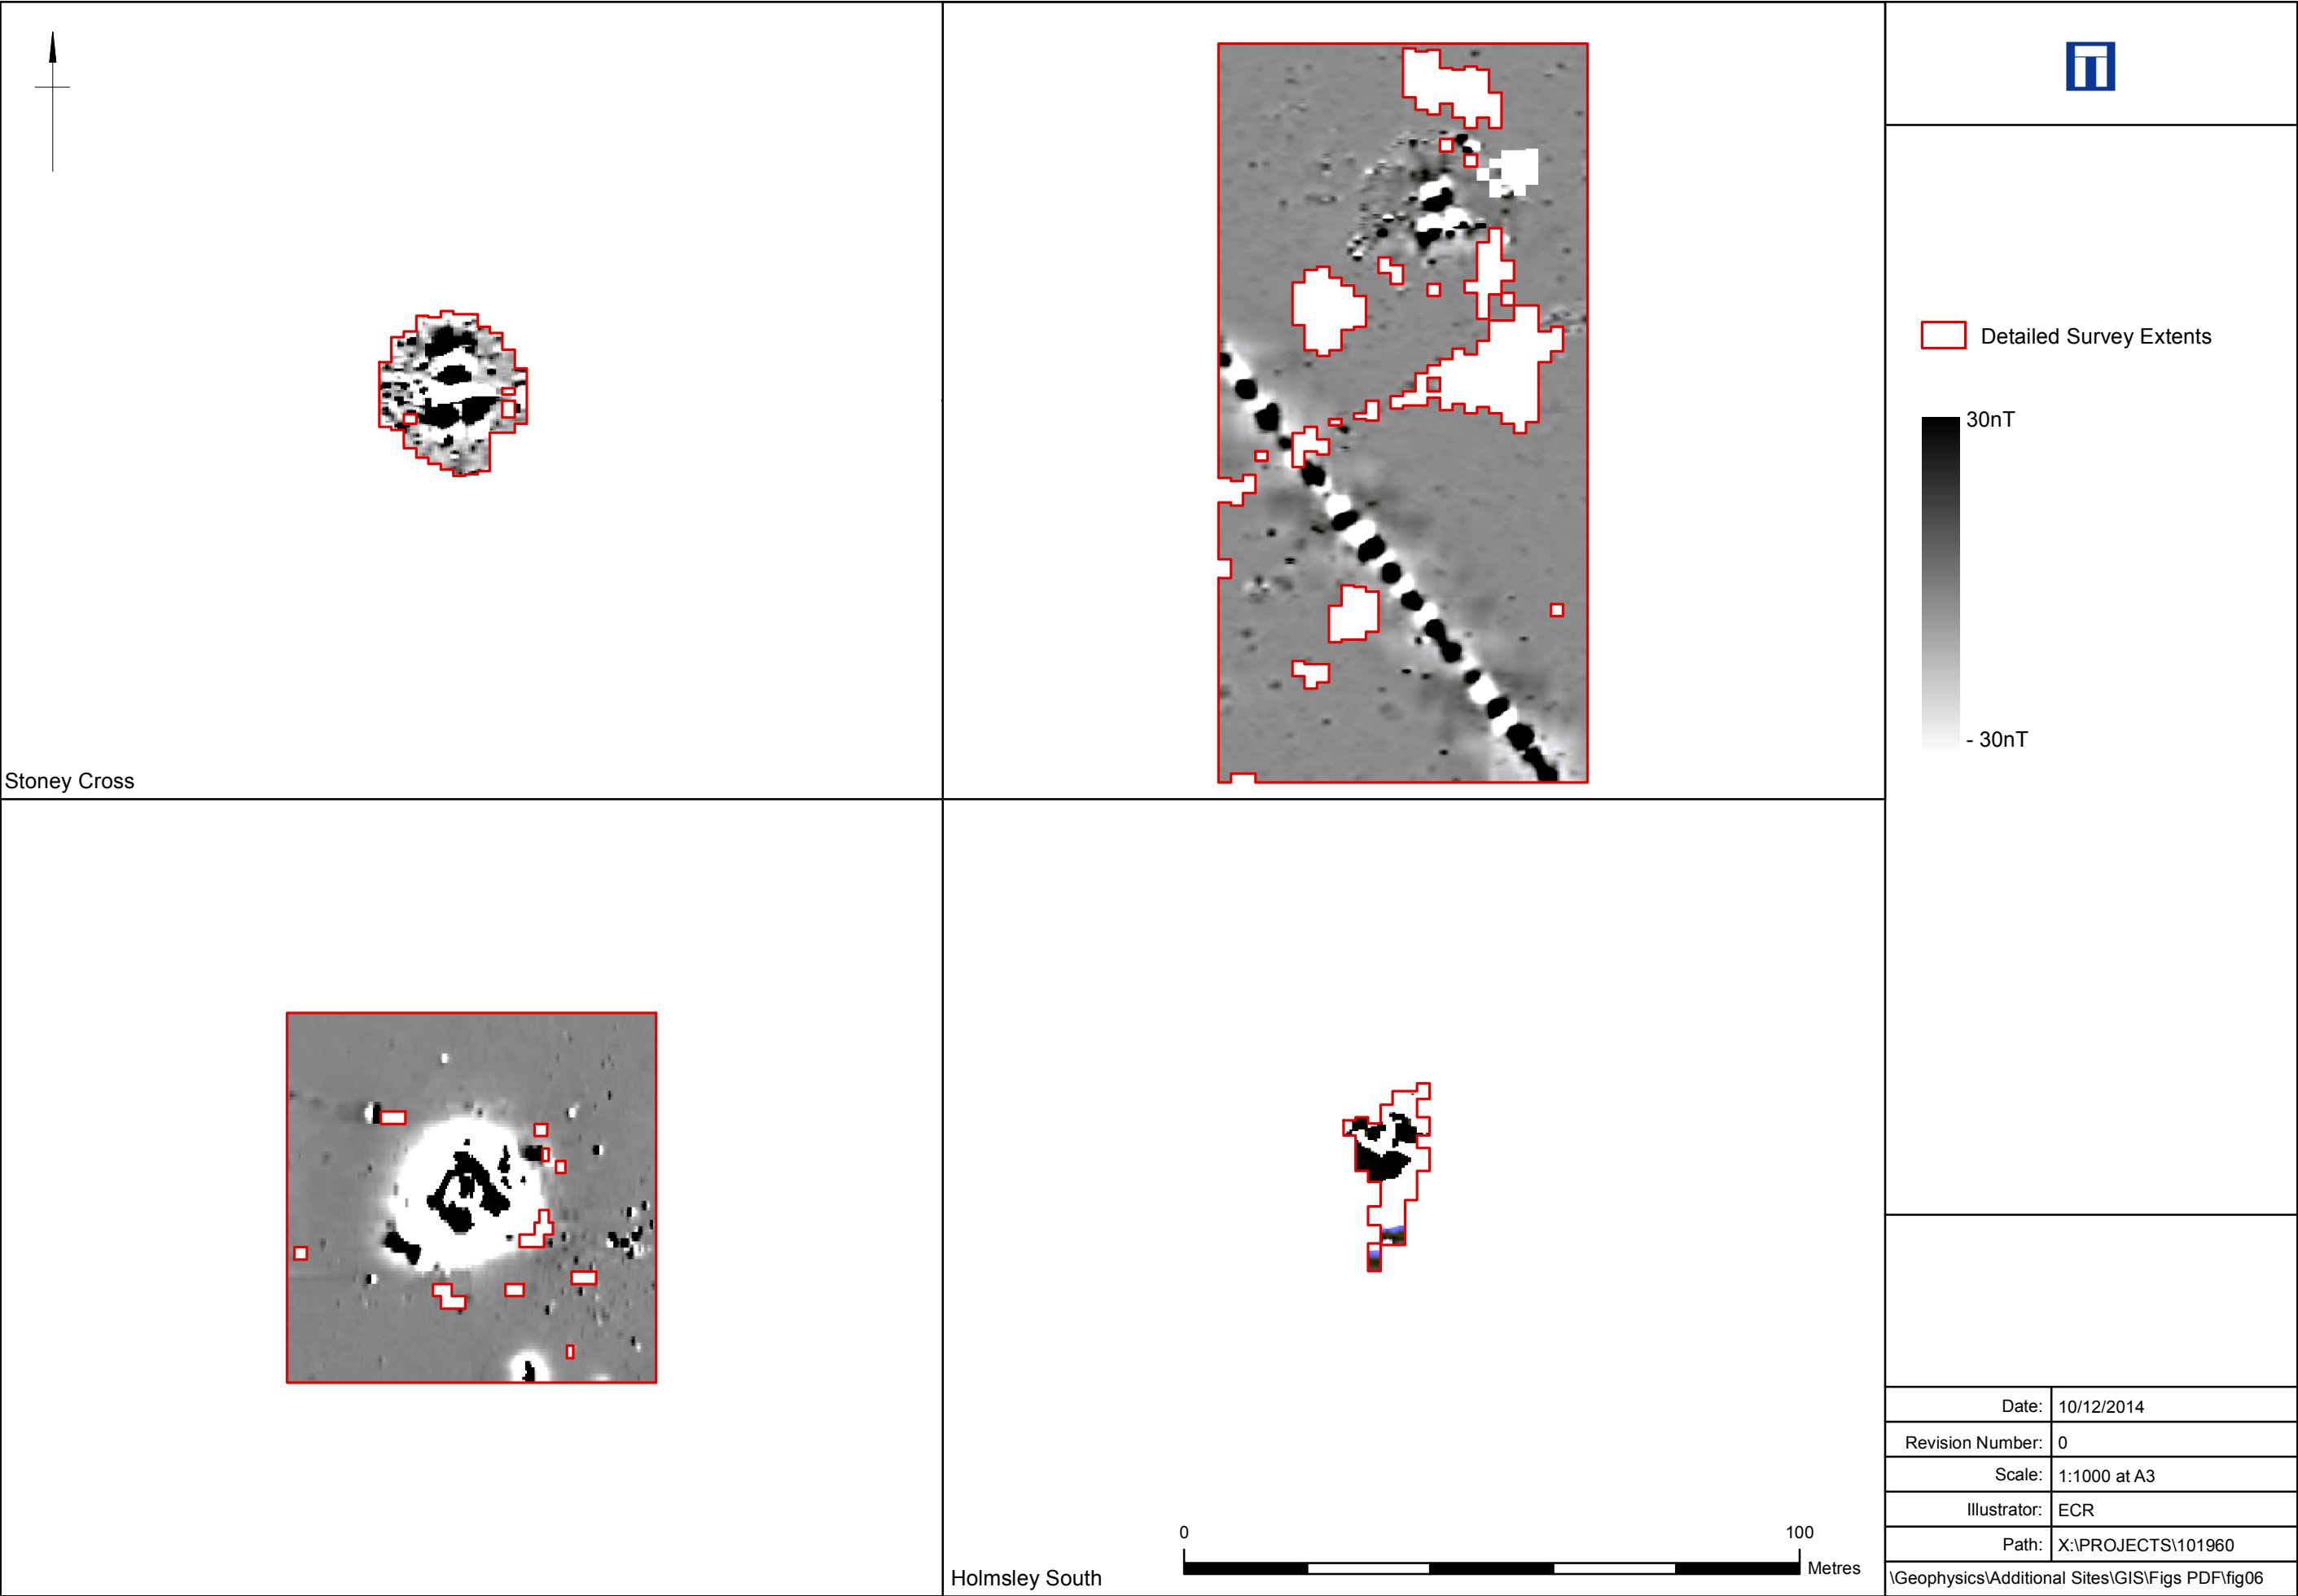 Stoney Cross
Holmsley South
0
100
Metres
Detailed Survey Extents
30nT
- 30nT
Date: 10/12/2014
Revision Number: 0
Scale: 1:1000 at A3
Illustrator: ECR
Path: X:\PROJECTS\101960
\Geophysics\Additional Sites\GIS\Figs PDF\fig06